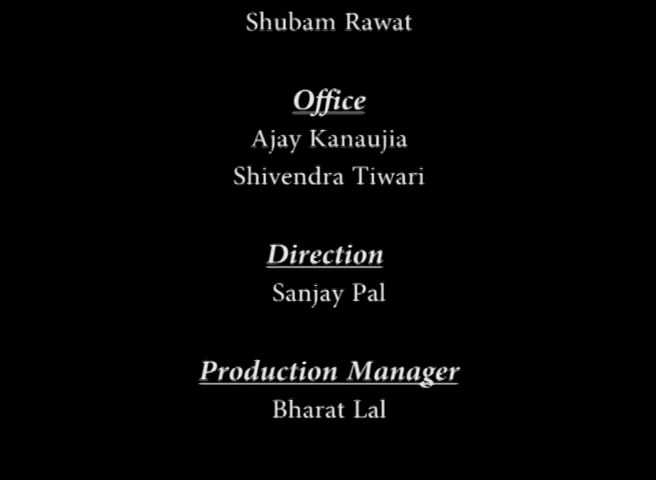 Shubam Rawat
Office
Ajay Kanaujia
Shivendra Tiwari
Direction
Sanjay Pal
Production Manager
Bharat Lal